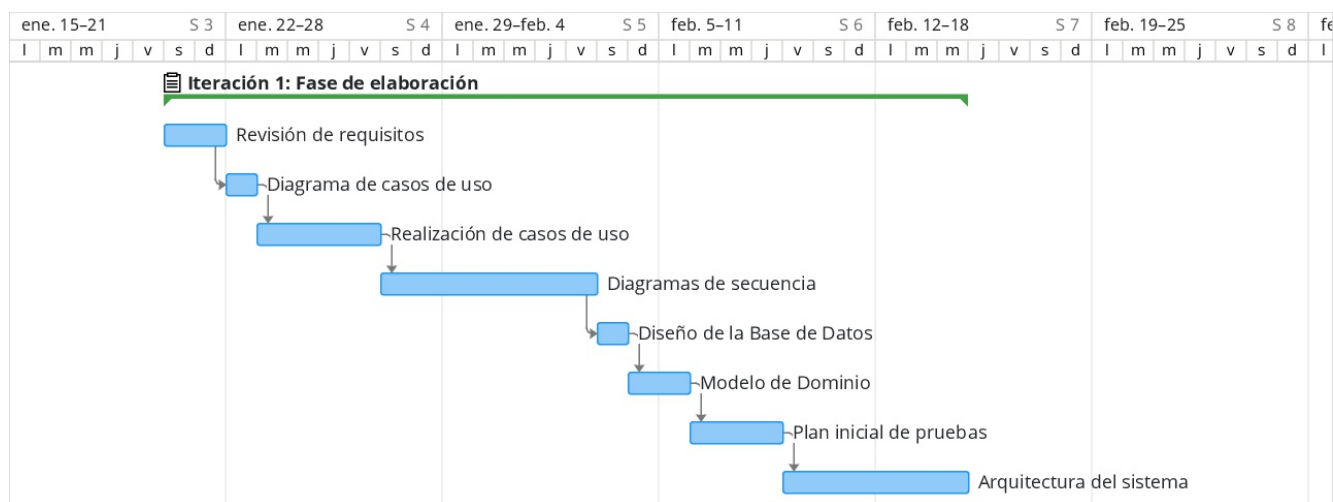 ene. 15–21 S 3 ene. 22–28 S 4 ene. 29–feb. 4 S 5 feb. 5–11 S 6 feb. 12–18 S 7 feb. 19–25 S 8 fe
l m m j v s d l m m j v s d l m m j v s d l m m j v s d l m m j v s d l m m j v s d l
Iteración 1: Fase de elaboración
Revisión de requisitos
Diagrama de casos de uso
Realización de casos de uso
Diagramas de secuencia
Diseño de la Base de Datos
Modelo de Dominio
Plan inicial de pruebas
Arquitectura del sistema